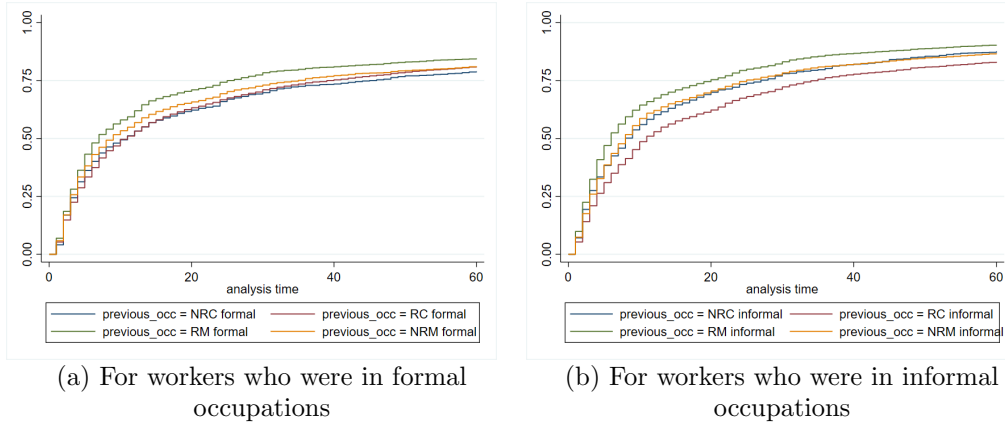 1.00
0.75
0.50
0.25
0.00
0 20 40 60
analysis time
previous_occ = NRC formal previous_occ = RC formal
previous_occ = RM formal previous_occ = NRM formal
(a) For workers who were in formal
occupations
1.00
0.75
0.50
0.25
0.00
0 20 40 60
analysis time
previous_occ = NRC informal previous_occ = RC informal
previous_occ = RM informal previous_occ = NRM informal
(b) For workers who were in informal
occupations